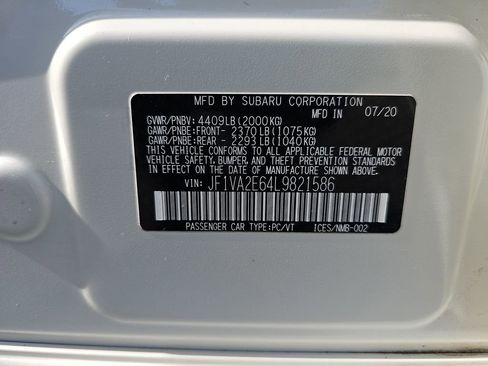 MFD BY SUBARU CORPORATION
MFD IN 07/20
GVWR/PNBV: 4409LB(2000KG)
GAWR/PNBE:FRONT- 2370LB(1075KG)
GAWR/PNBE:REAR - 2293LB(1040KG)
THIS VEHICLE CONFORMS TO ALL APPLICABLE FEDERAL MOTOR
VEHICLE SAFETY, BUMPER, AND THEFT PREVENTION STANDARDS
IN EFFECT ON THE DATE OF MANUFACTURE SHOWN ABOVE.
VIN: JF1VA2E64L9821586
PASSENGER CAR TYPE:PC/VT ICES/NMB-002